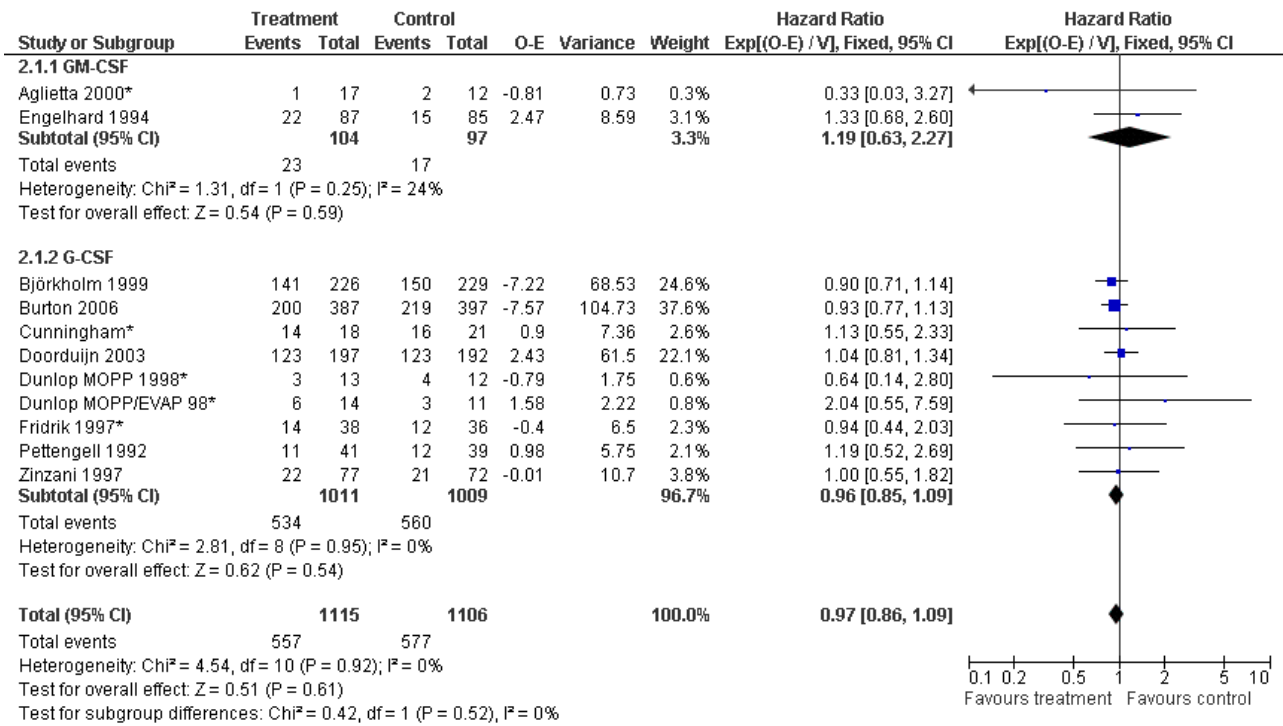 Treatment Control Hazard Ratio Hazard Ratio
Study or Subgroup Events Total Events Total O-E Variance Weight Exp[(O-E) / V], Fixed, 95% CI Exp[(O-E) / V], Fixed, 95% CI
2.1.1 GM-CSF
Aglietta 2000* 1 17 2 12 -0.81 0.73 0.3% 0.33 [0.03, 3.27]
Engelhard 1994 22 87 15 85 2.47 8.59 3.1% 1.33 [0.68, 2.60]
Subtotal (95% CI) 104 97 3.3% 1.19 [0.63, 2.27]
Total events 23 17
Heterogeneity: Chi² = 1.31, df = 1 (P = 0.25); I² = 24%
Test for overall effect: Z = 0.54 (P = 0.59)
2.1.2 G-CSF
Björkholm 1999 141 226 150 229 -7.22 68.53 24.6% 0.90 [0.71, 1.14]
Burton 2006 200 387 219 397 -7.57 104.73 37.6% 0.93 [0.77, 1.13]
Cunningham* 14 18 16 21 0.9 7.36 2.6% 1.13 [0.55, 2.33]
Doorduijn 2003 123 197 123 192 2.43 61.5 22.1% 1.04 [0.81, 1.34]
Dunlop MOPP 1998* 3 13 4 12 -0.79 1.75 0.6% 0.64 [0.14, 2.80]
Dunlop MOPP/EVAP 98* 6 14 3 11 1.58 2.22 0.8% 2.04 [0.55, 7.59]
Fridrik 1997* 14 38 12 36 -0.4 6.5 2.3% 0.94 [0.44, 2.03]
Pettengell 1992 11 41 12 39 0.98 5.75 2.1% 1.19 [0.52, 2.69]
Zinzani 1997 22 77 21 72 -0.01 10.7 3.8% 1.00 [0.55, 1.82]
Subtotal (95% CI) 1011 1009 96.7% 0.96 [0.85, 1.09]
Total events 534 560
Heterogeneity: Chi² = 2.81, df = 8 (P = 0.95); I² = 0%
Test for overall effect: Z = 0.62 (P = 0.54)
Total (95% CI) 1115 1106 100.0% 0.97 [0.86, 1.09]
Total events 557 577
Heterogeneity: Chi² = 4.54, df = 10 (P = 0.92); I² = 0%
Test for overall effect: Z = 0.51 (P = 0.61)
Test for subgroup differences: Chi² = 0.42, df = 1 (P = 0.52), I² = 0%
0.1 0.2 0.5 1 2 5 10
Favours treatment Favours control